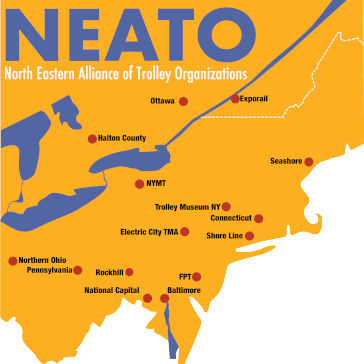 NEATO
North Eastern Alliance of Trolley Organizations
Ottawa
Exporail
Halton County
Seashore
NYMT
Trolley Museum NY
Connecticut
Electric City TMA
Shore Line
Northern Ohio
Pennsylvania
Rockhill
FPT
National Capital
Baltimore